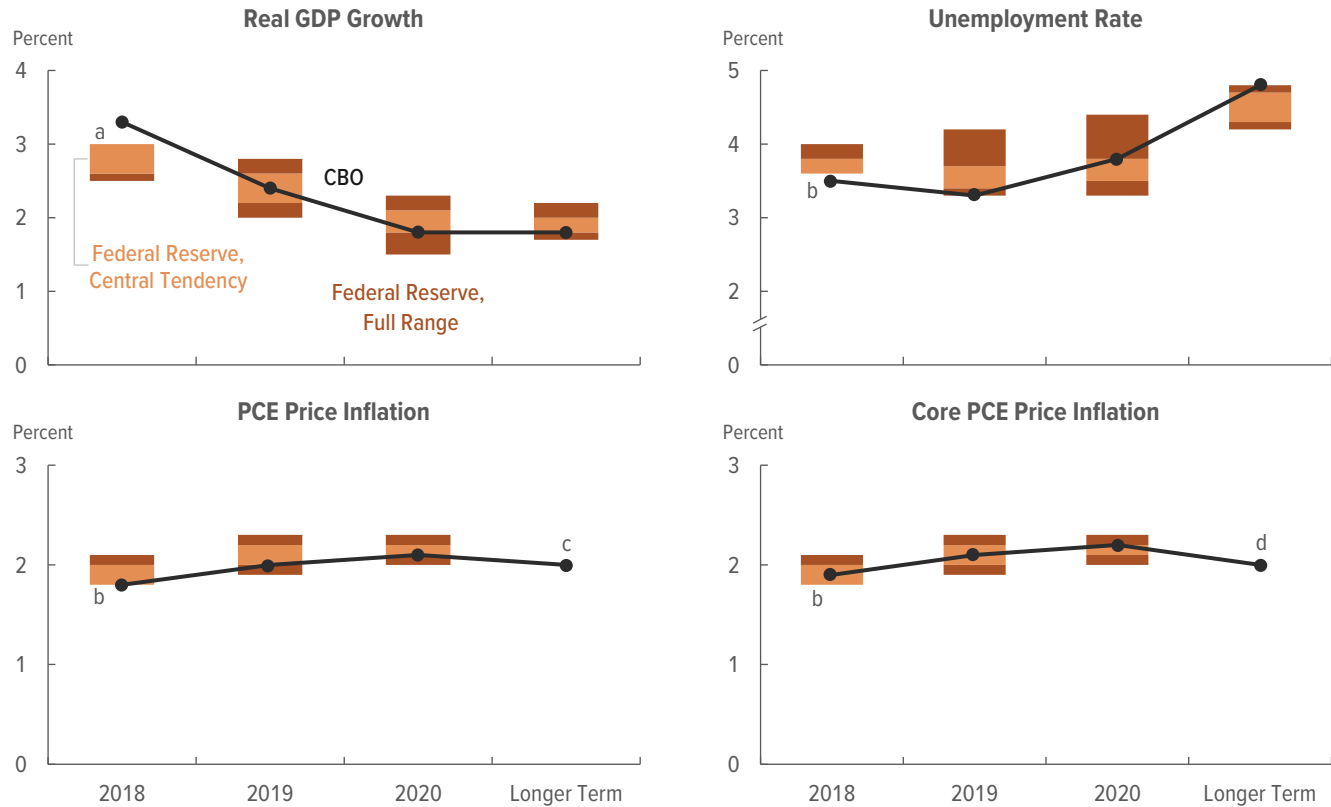 Real GDP Growth
Percent
4
3
2
1
0
a
CBO
Federal Reserve,
Central Tendency
Federal Reserve,
Full Range
Unemployment Rate
Percent
5
4
3
2
0
b
PCE Price Inflation
Percent
3
2
1
0
b
c
2018
2019
2020
Longer Term
Core PCE Price Inflation
Percent
3
2
1
0
b
d
2018
2019
2020
Longer Term